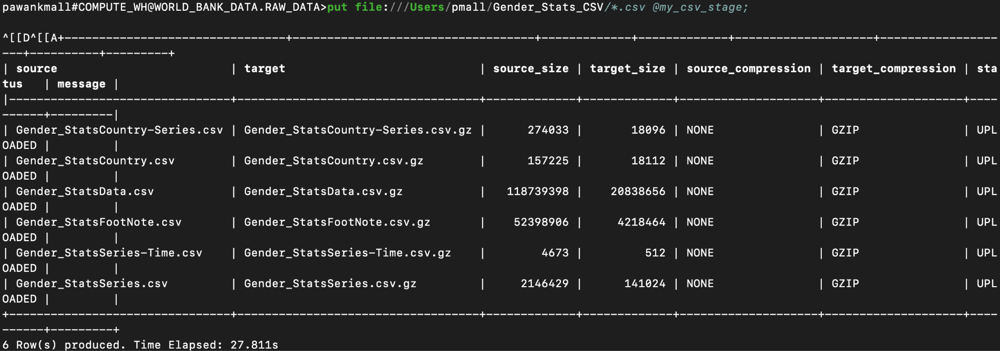 pawankmall#COMPUTE_WH@WORLD_BANK_DATA.RAW_DATA>put file:///Users/pmall/Gender_Stats_CSV/*.csv @my_csv_stage;
^[[D^[[A+--------------------------------+-----------------------------------+-------------+-------------+--------------------+-----------------
---+----------+---------+
| source                         | target                            | source_size | target_size | source_compression | target_compression | sta
tus   | message |
|--------------------------------+-----------------------------------+-------------+-------------+--------------------+--------------------+----
------+---------|
| Gender_StatsCountry-Series.csv | Gender_StatsCountry-Series.csv.gz |      274033 |       18096 | NONE               | GZIP               | UPL
OADED |         |
| Gender_StatsCountry.csv        | Gender_StatsCountry.csv.gz        |      157225 |       18112 | NONE               | GZIP               | UPL
OADED |         |
| Gender_StatsData.csv           | Gender_StatsData.csv.gz           |   118739398 |    20838656 | NONE               | GZIP               | UPL
OADED |         |
| Gender_StatsFootNote.csv       | Gender_StatsFootNote.csv.gz       |    52398906 |     4218464 | NONE               | GZIP               | UPL
OADED |         |
| Gender_StatsSeries-Time.csv    | Gender_StatsSeries-Time.csv.gz    |        4673 |         512 | NONE               | GZIP               | UPL
OADED |         |
| Gender_StatsSeries.csv         | Gender_StatsSeries.csv.gz         |     2146429 |      141024 | NONE               | GZIP               | UPL
OADED |         |
+--------------------------------+-----------------------------------+-------------+-------------+--------------------+--------------------+----
------+---------+
6 Row(s) produced. Time Elapsed: 27.811s